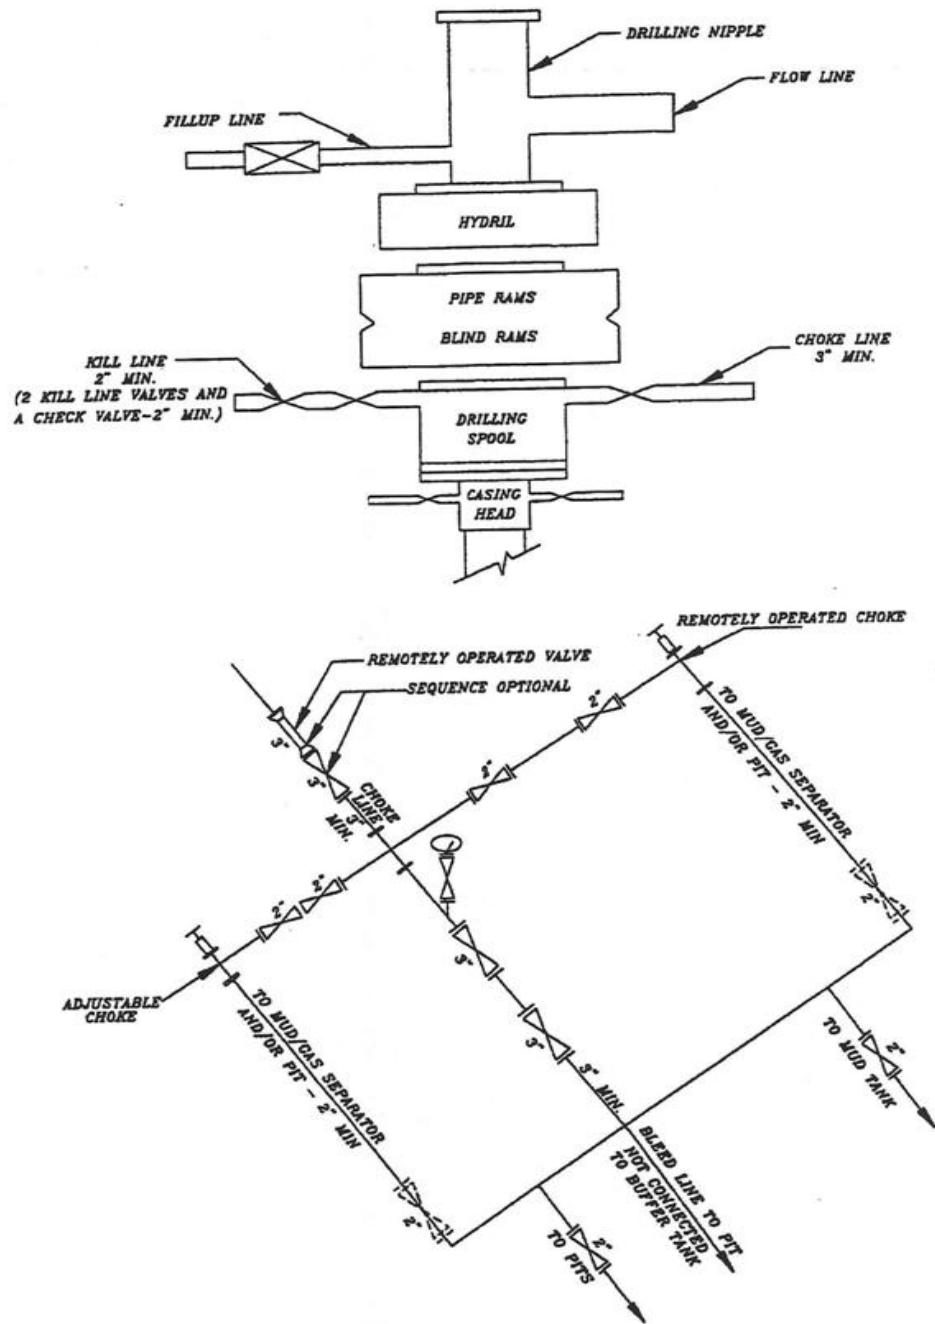 DRILLING NIPPLE
FLOW LINE
FILLUP LINE
HYDRIL
PIPE RAMS
BLIND RAMS
KILL LINE
2" MIN.
(2 KILL LINE VALVES AND
A CHECK VALVE-2" MIN.)
CHOKE LINE
3" MIN.
DRILLING
SPOOL
CASING
HEAD
REMOTELY OPERATED CHOKE
REMOTELY OPERATED VALVE
SEQUENCE OPTIONAL
3"
3"
CHOKE
LINE
3"
MIN.
2"
2"
TO MUD/GAS SEPARATOR
AND/OR PIT - 2" MIN
2"
2"
2"
ADJUSTABLE
CHOKE
TO MUD/GAS SEPARATOR
AND/OR PIT - 2" MIN
2"
3"
3"
3" MIN.
2"
TO MUD TANK
BLEED LINE TO PIT
NOT CONNECTED
TO BUFFER TANK
2"
TO PITS